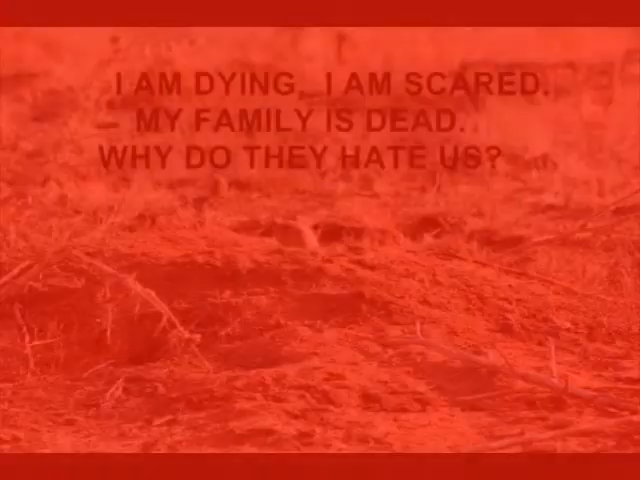 I AM DYING. I AM SCARED.
MY FAMILY IS DEAD.
WHY DO THEY HATE US?